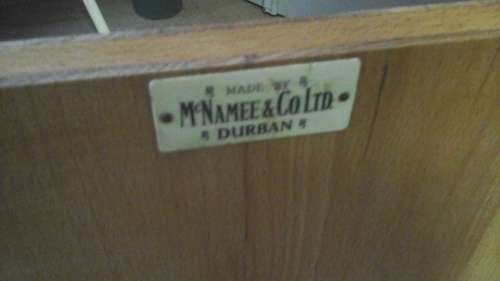 MADE BY
McNAMEE & Co. LTD.
DURBAN